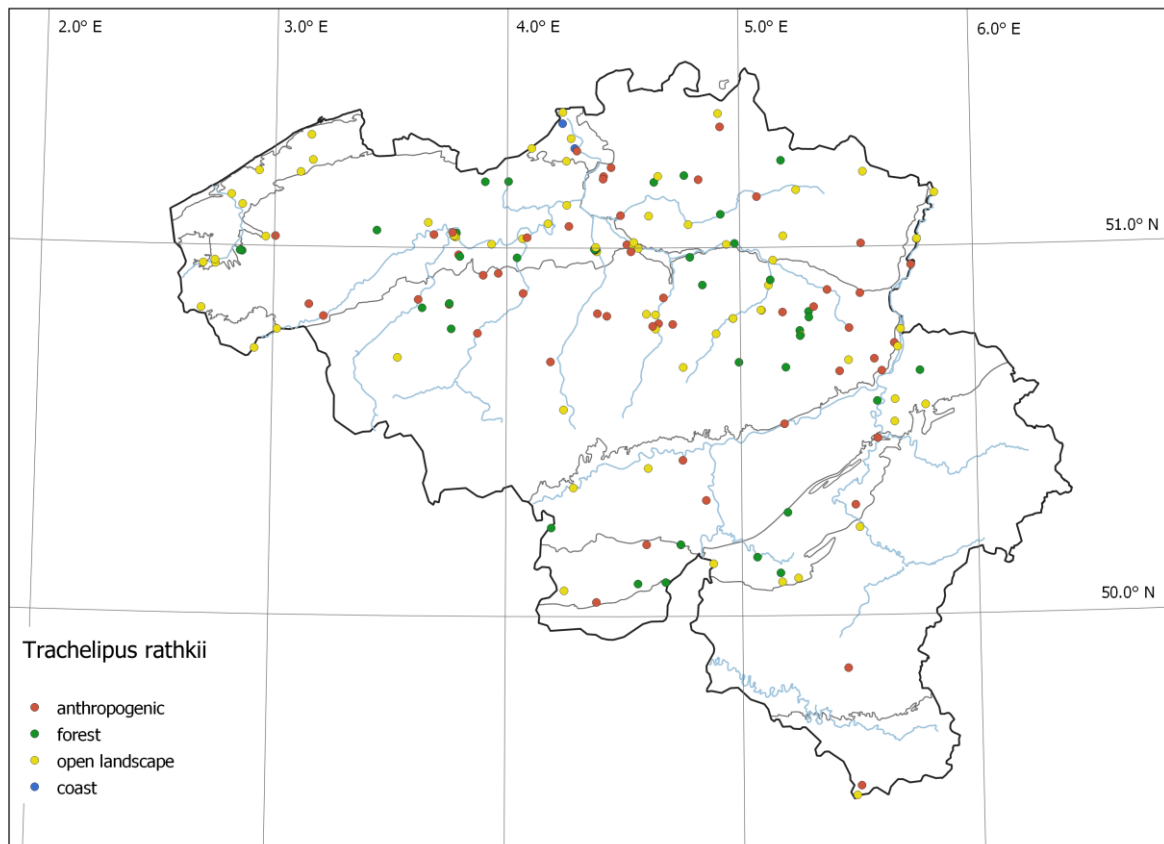 2.0° E
3.0° E
4.0° E
5.0° E
6.0° E
51.0° N
50.0° N
Trachelipus rathkii
anthropogenic
forest
open landscape
coast